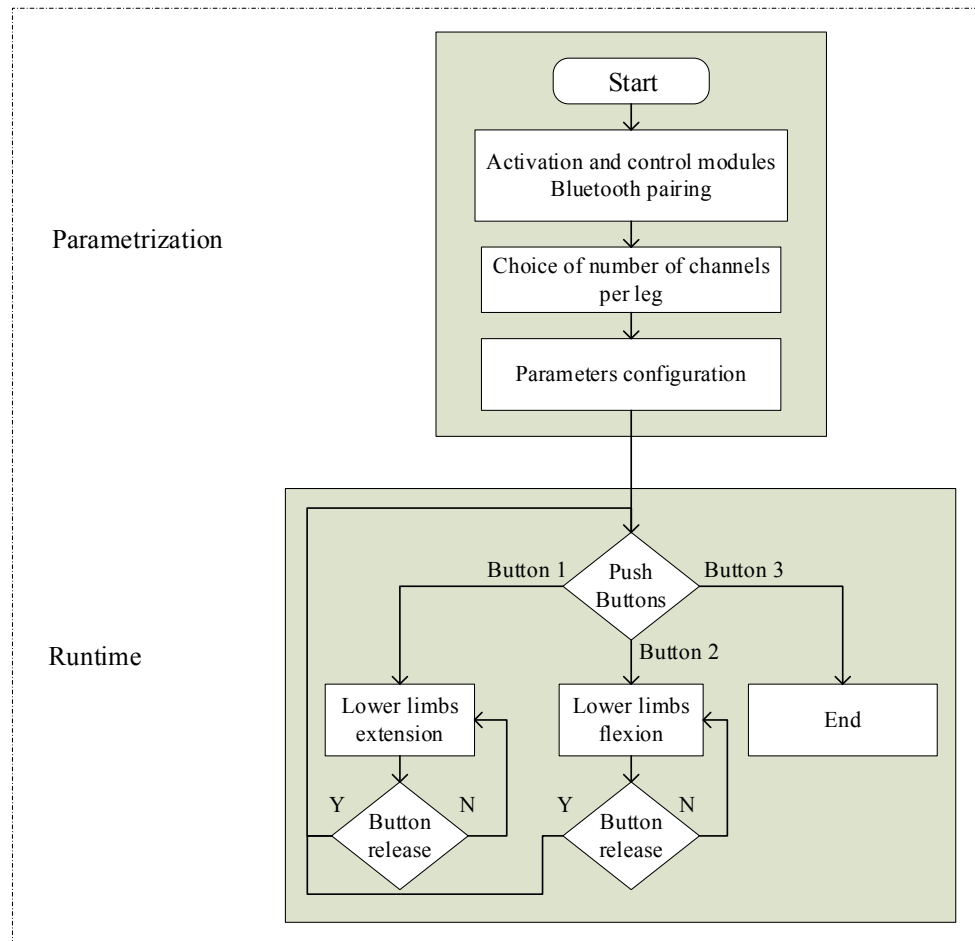 Start
Activation and control modules
Bluetooth pairing
Parametrization
Choice of number of channels
per leg
Parameters configuration
Button 1
Push
Buttons
Button 3
Button 2
Runtime
Lower limbs
extension
Lower limbs
flexion
End
Y
N
Button
release
Y
N
Button
release